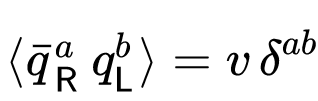 ⟨ q̄ᵃ_R qᵇ_L ⟩ = v δᵃᵇ